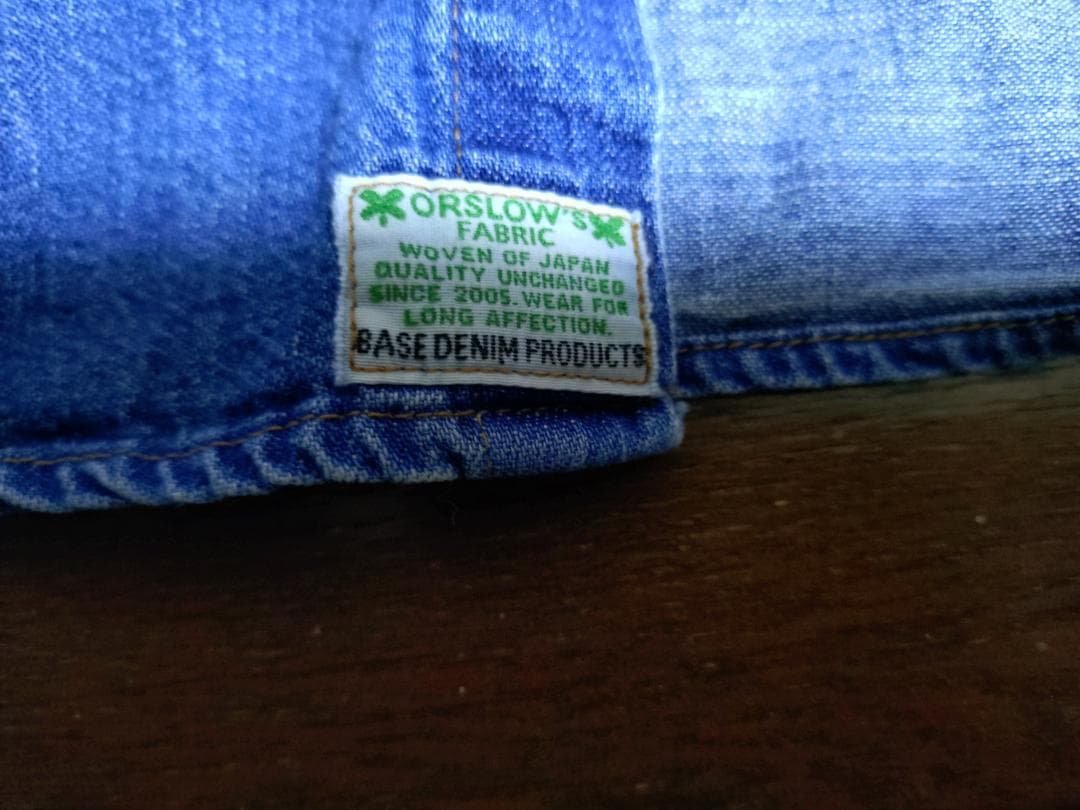 ORSLOW'S
FABRIC
WOVEN OF JAPAN
QUALITY UNCHANGED
SINCE 2005. WEAR FOR
LONG AFFECTION.
BASE DENIM PRODUCTS